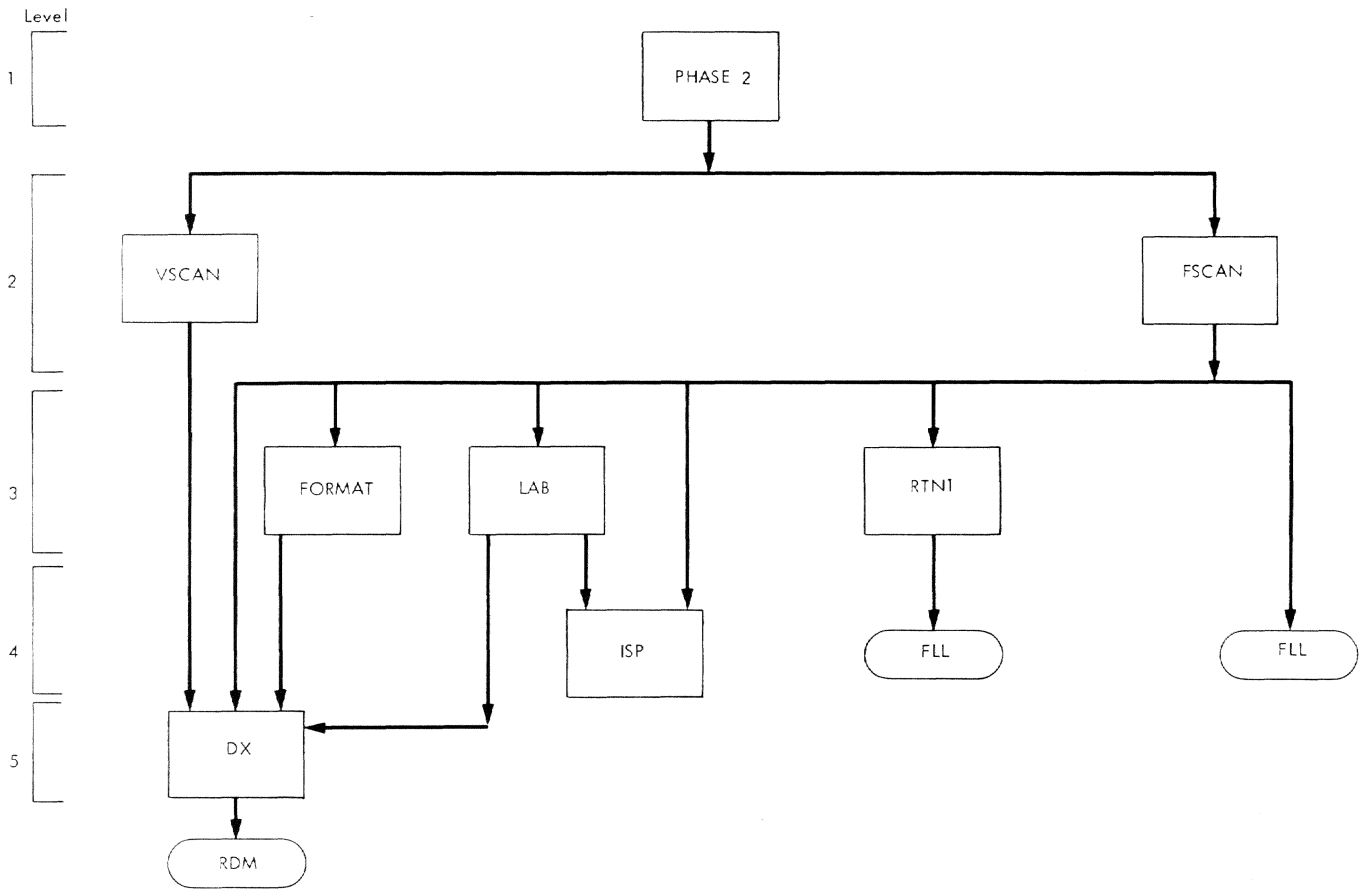 Level
1
PHASE 2
2
VSCAN
FSCAN
3
FORMAT
LAB
RTN1
4
ISP
FLL
FLL
5
DX
RDM